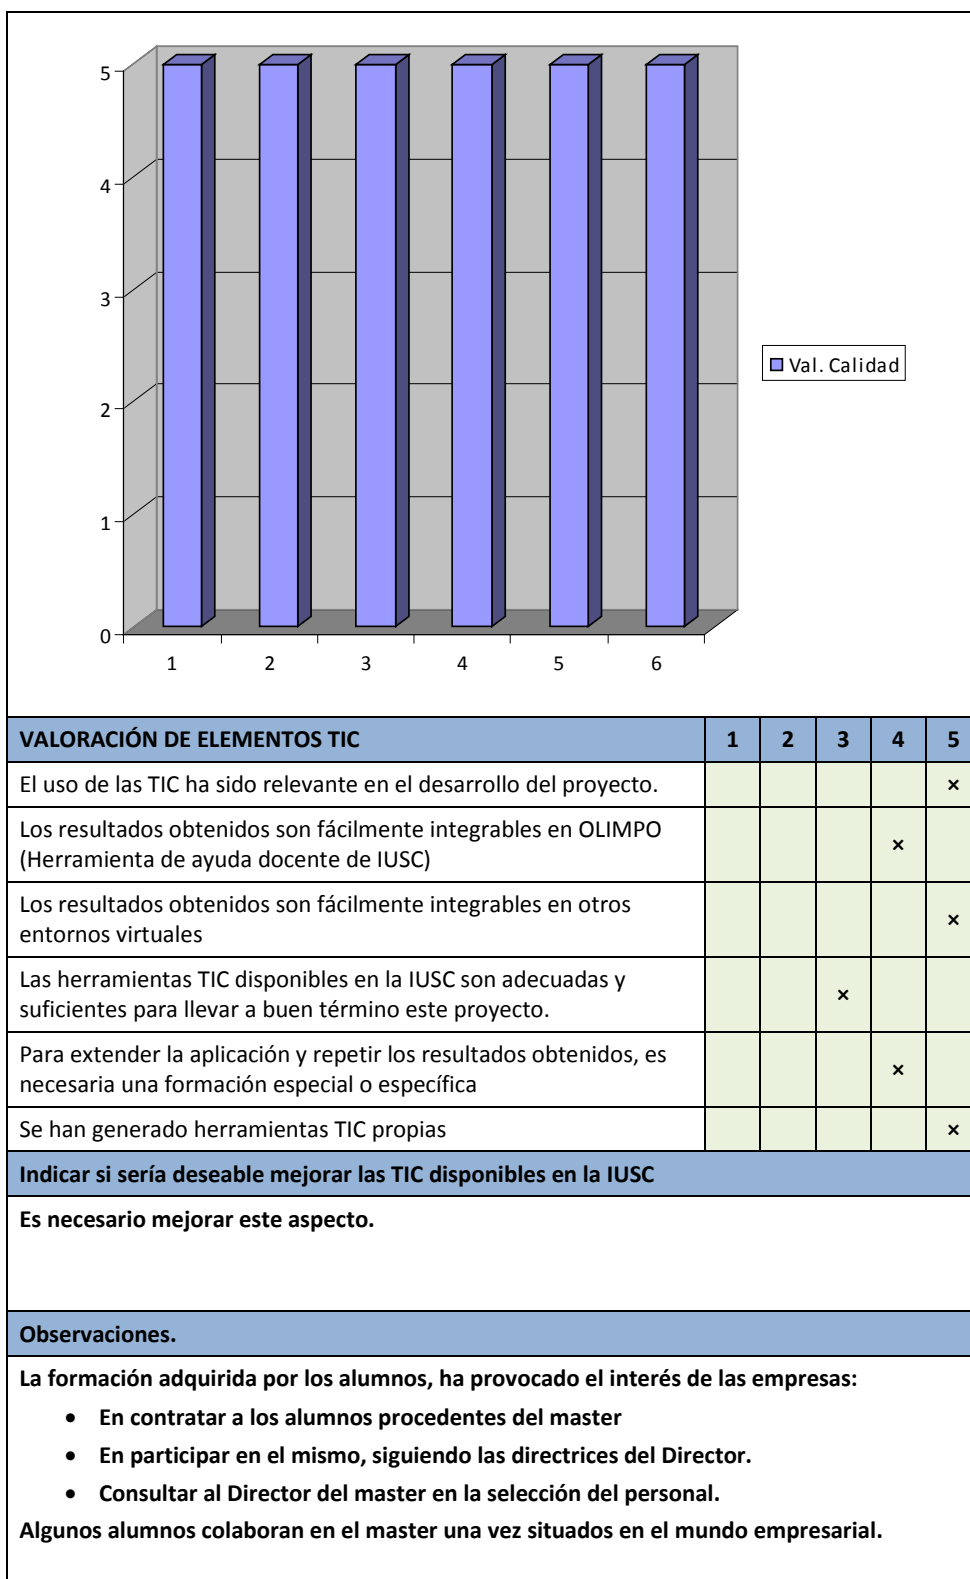 5
4
3
2
1
0
1 2 3 4 5 6
Val. Calidad
VALORACIÓN DE ELEMENTOS TIC 1 2 3 4 5
El uso de las TIC ha sido relevante en el desarrollo del proyecto. ×
Los resultados obtenidos son fácilmente integrables en OLIMPO
(Herramienta de ayuda docente de IUSC) ×
Los resultados obtenidos son fácilmente integrables en otros
entornos virtuales ×
Las herramientas TIC disponibles en la IUSC son adecuadas y
suficientes para llevar a buen término este proyecto. ×
Para extender la aplicación y repetir los resultados obtenidos, es
necesaria una formación especial o específica ×
Se han generado herramientas TIC propias ×
Indicar si sería deseable mejorar las TIC disponibles en la IUSC
Es necesario mejorar este aspecto.
Observaciones.
La formación adquirida por los alumnos, ha provocado el interés de las empresas:
• En contratar a los alumnos procedentes del master
• En participar en el mismo, siguiendo las directrices del Director.
• Consultar al Director del master en la selección del personal.
Algunos alumnos colaboran en el master una vez situados en el mundo empresarial.